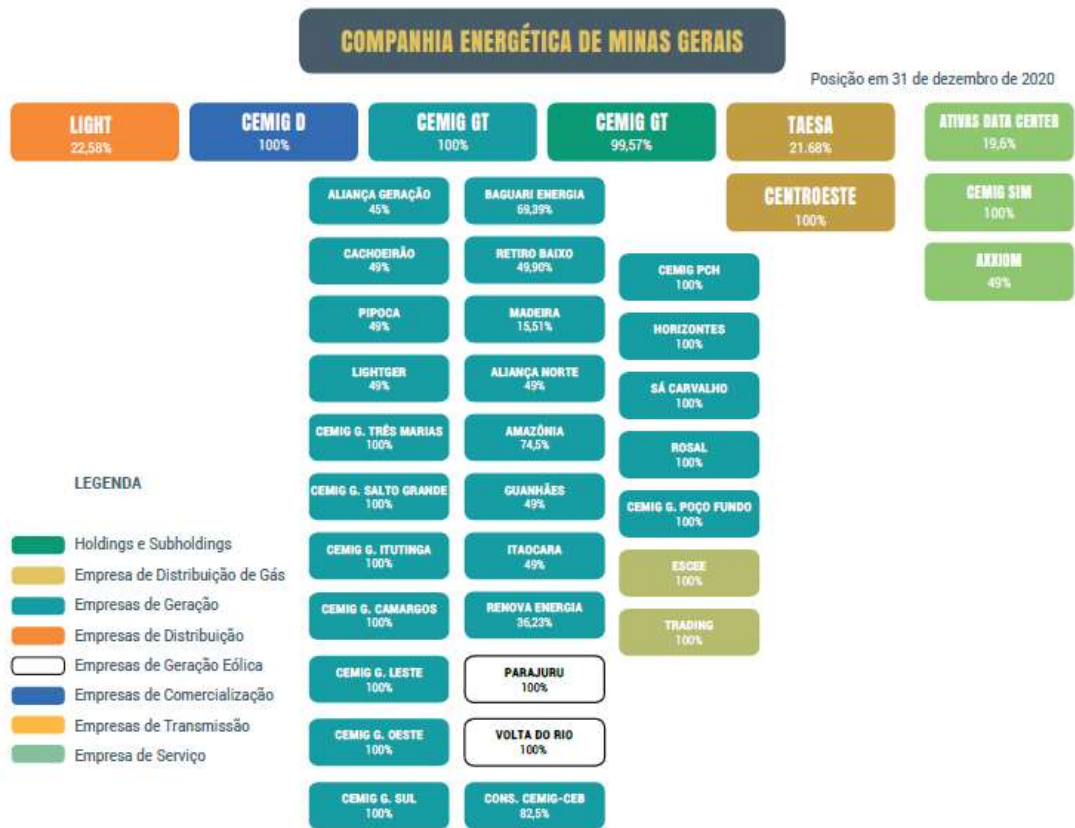 COMPANHIA ENERGÉTICA DE MINAS GERAIS
Posição em 31 de dezembro de 2020
LIGHT
22,58%
CEMIG D
100%
CEMIG GT
100%
CEMIG GT
99,57%
TAESA
21.68%
ATIVAS DATA CENTER
19,6%
CENTROESTE
100%
CEMIG SIM
100%
AXXIOM
49%
ALIANÇA GERAÇÃO
45%
CACHOEIRÃO
49%
PIPOCA
49%
LIGHTGER
49%
CEMIG G. TRÊS MARIAS
100%
CEMIG G. SALTO GRANDE
100%
CEMIG G. ITUTINGA
100%
CEMIG G. CAMARGOS
100%
CEMIG G. LESTE
100%
CEMIG G. OESTE
100%
CEMIG G. SUL
100%
BAGUARI ENERGIA
69,39%
RETIRO BAIXO
49,90%
MADEIRA
15,51%
ALIANÇA NORTE
49%
AMAZÔNIA
74,5%
GUANHÃES
49%
ITAOCARA
49%
RENOVA ENERGIA
36,23%
PARAJURU
100%
VOLTA DO RIO
100%
CONS. CEMIG-CEB
82,5%
CEMIG PCH
100%
HORIZONTES
100%
SÁ CARVALHO
100%
ROSAL
100%
CEMIG G. POÇO FUNDO
100%
ESCEE
100%
TRADING
100%
LEGENDA
Holdings e Subholdings
Empresa de Distribuição de Gás
Empresas de Geração
Empresas de Distribuição
Empresas de Geração Eólica
Empresas de Comercialização
Empresas de Transmissão
Empresa de Serviço